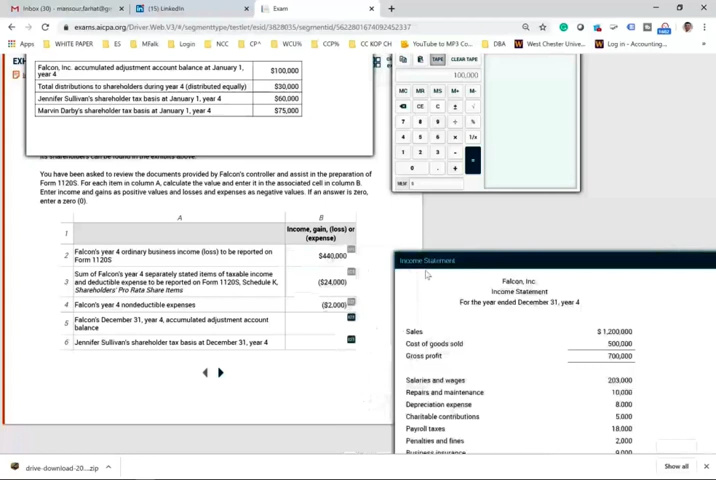 Inbox (30) - mansour.farhat@g
(1) LinkedIn
Exam
exams.aicpa.org/Driver.Web.V3/#/segmenttype/testlet/esid/3828035/segmentid/5622801674092452337
Apps
WHITE PAPER
ES
MFalk
Login
NCC
CP^
WCU%
CCP%
CC KOP CH
YouTube to MP3 Co...
DBA
West Chester Unive...
Log in - Accounting...
Falcon, Inc. accumulated adjustment account balance at January 1,
year 4
$100,000
Total distributions to shareholders during year 4 (distributed equally)
$30,000
Jennifer Sullivan's shareholder tax basis at January 1, year 4
$60,000
Marvin Darby's shareholder tax basis at January 1, year 4
$75,000
TAPE
CLEAR TAPE
100,000
MC
MR
MS
M+
M-
CE
C
±
√
7
8
9
÷
%
4
5
6
×
1/x
1
2
3
-
=
0
.
+
its shareholders can be found in the exhibits above.
You have been asked to review the documents provided by Falcon's controller and assist in the preparation of
Form 1120S. For each item in column A, calculate the value and enter it in the associated cell in column B.
Enter income and gains as positive values and losses and expenses as negative values. If an answer is zero,
enter a zero (0).
A
B
1
Income, gain, (loss) or
(expense)
2
Falcon's year 4 ordinary business income (loss) to be reported on
Form 1120S
$440,000
3
Sum of Falcon's year 4 separately stated items of taxable income
and deductible expense to be reported on Form 1120S, Schedule K,
Shareholders' Pro Rata Share Items
($24,000)
4
Falcon's year 4 nondeductible expenses
($2,000)
5
Falcon's December 31, year 4, accumulated adjustment account
balance
6
Jennifer Sullivan's shareholder tax basis at December 31, year 4
Income Statement
Falcon, Inc.
Income Statement
For the year ended December 31, year 4
Sales
$ 1,200,000
Cost of goods sold
500,000
Gross profit
700,000
Salaries and wages
203,000
Repairs and maintenance
10,000
Depreciation expense
8,000
Charitable contributions
5,000
Payroll taxes
18,000
Penalties and fines
2,000
Business insurance
9,000
drive-download-20....zip
Show all